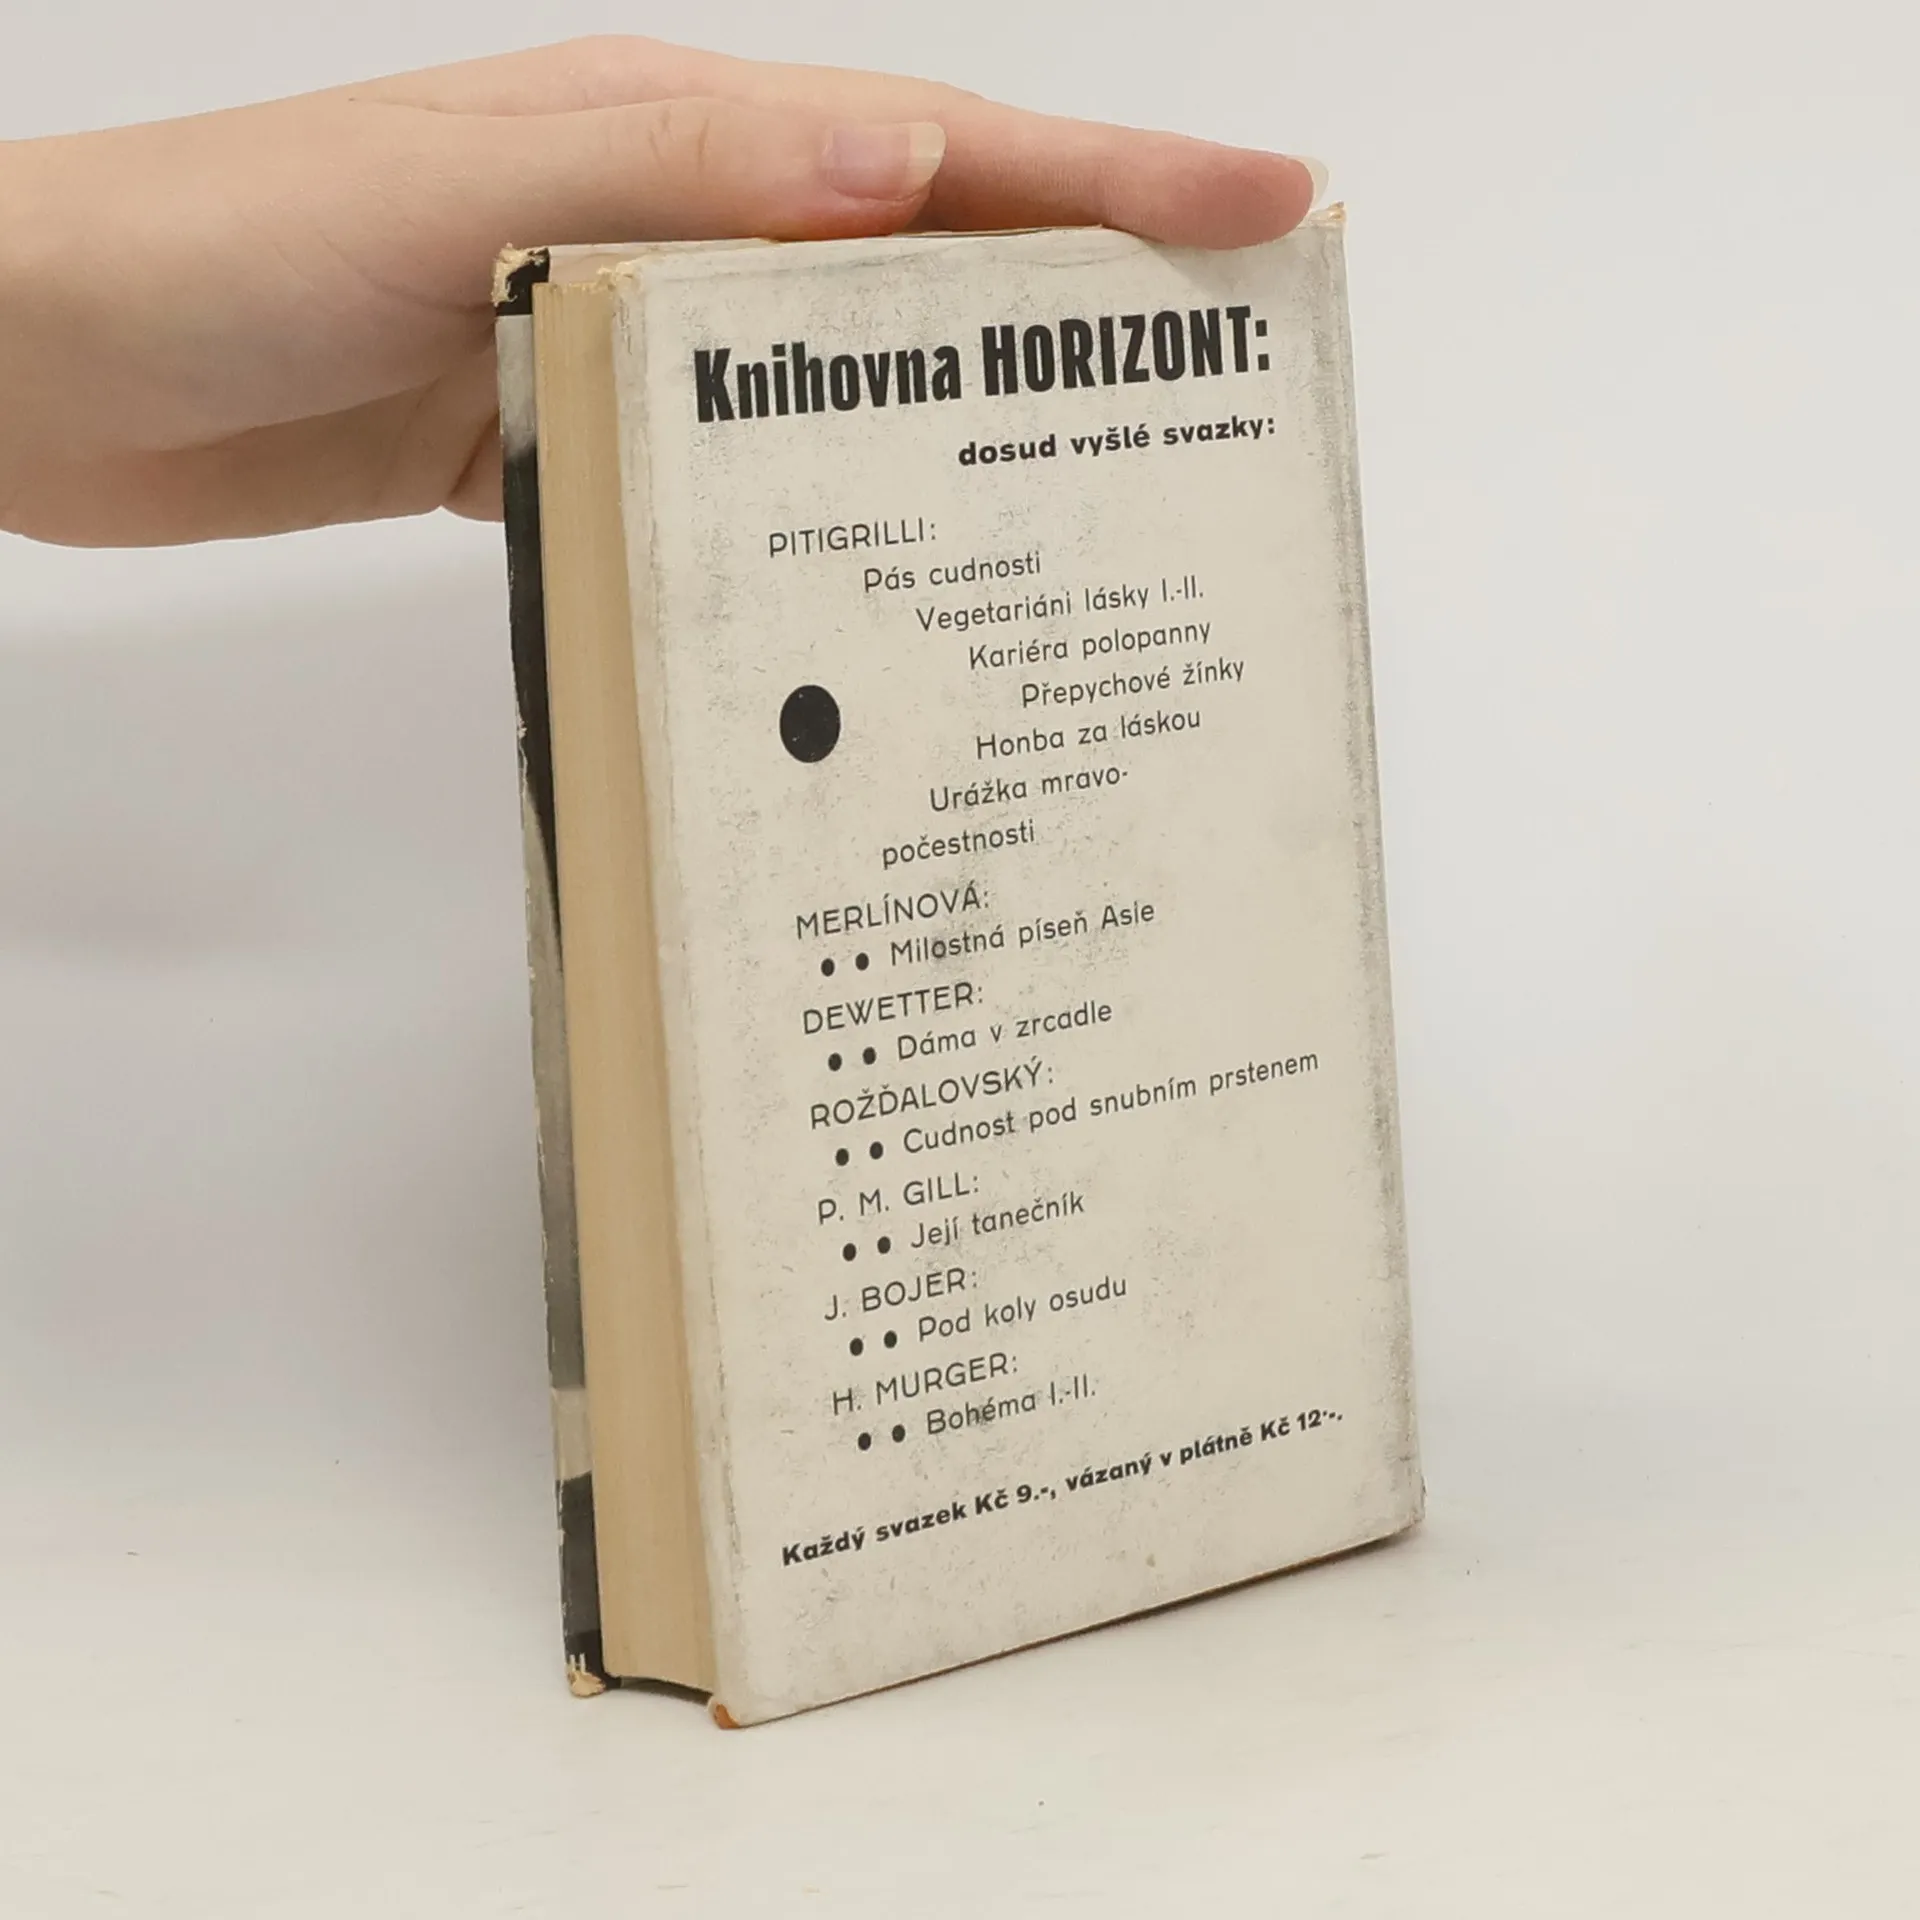 Knihovna HORIZONT:
dosud vyšlé svazky:
PITIGRILLI:
Pás cudnosti
Vegetariáni lásky I.-II.
Kariéra polopanny
Přepychové žínky
Honba za láskou
Urážka mravo-
počestnosti
MERLÍNOVÁ:
Milostná píseň Asie
DEWETTER:
Dáma v zrcadle
ROŽĎALOVSKÝ:
Cudnost pod snubním prstenem
P. M. GILL:
Její tanečník
J. BOJER:
Pod koly osudu
H. MURGER:
Bohéma I.-II.
Každý svazek Kč 9.-, vázaný v plátně Kč 12·-.